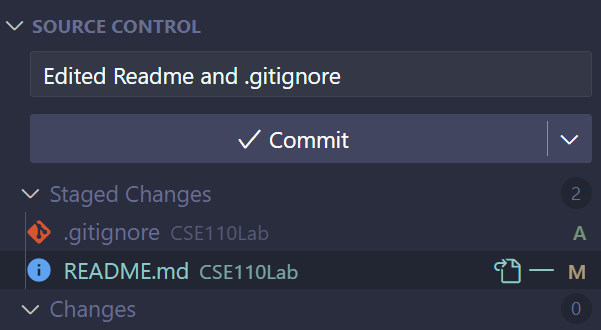 SOURCE CONTROL
Edited Readme and .gitignore
Commit
Staged Changes 2
.gitignore CSE110Lab A
README.md CSE110Lab M
Changes 0